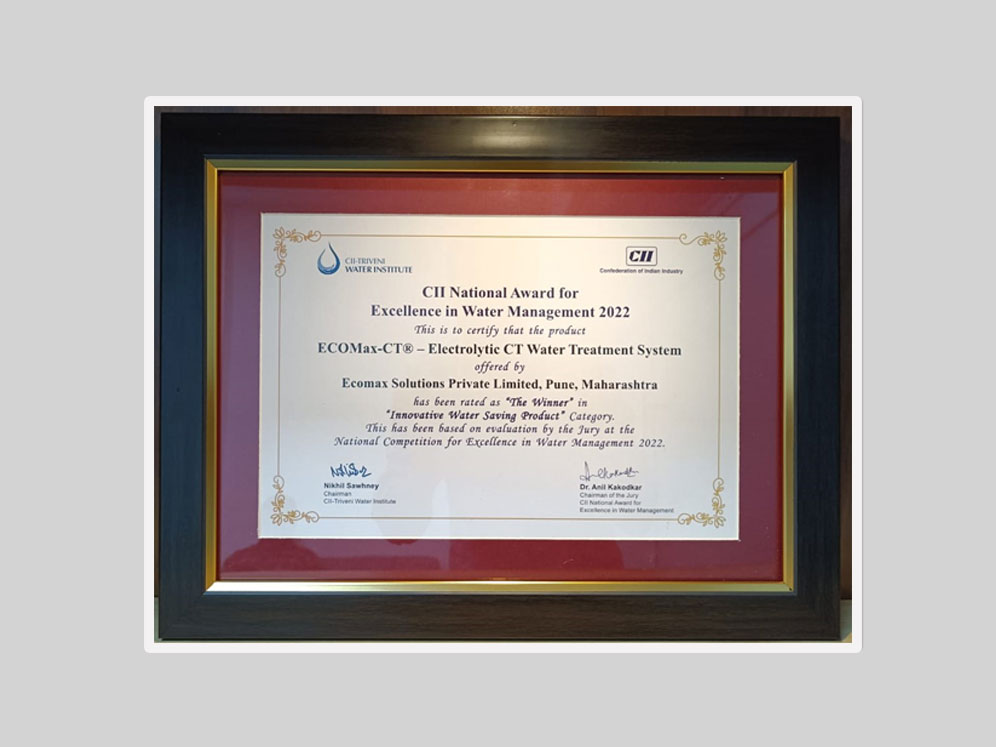 CII-TRIVENI
WATER INSTITUTE
CII
Confederation of Indian Industry
CII National Award for
Excellence in Water Management 2022
This is to certify that the product
ECOMax-CT® – Electrolytic CT Water Treatment System
offered by
Ecomax Solutions Private Limited, Pune, Maharashtra
has been rated as "The Winner" in
"Innovative Water Saving Product" Category.
This has been based on evaluation by the Jury at the
National Competition for Excellence in Water Management 2022.
Nikhil Sawhney
Chairman
CII-Triveni Water Institute
Dr. Anil Kakodkar
Chairman of the Jury
CII National Award for
Excellence in Water Management